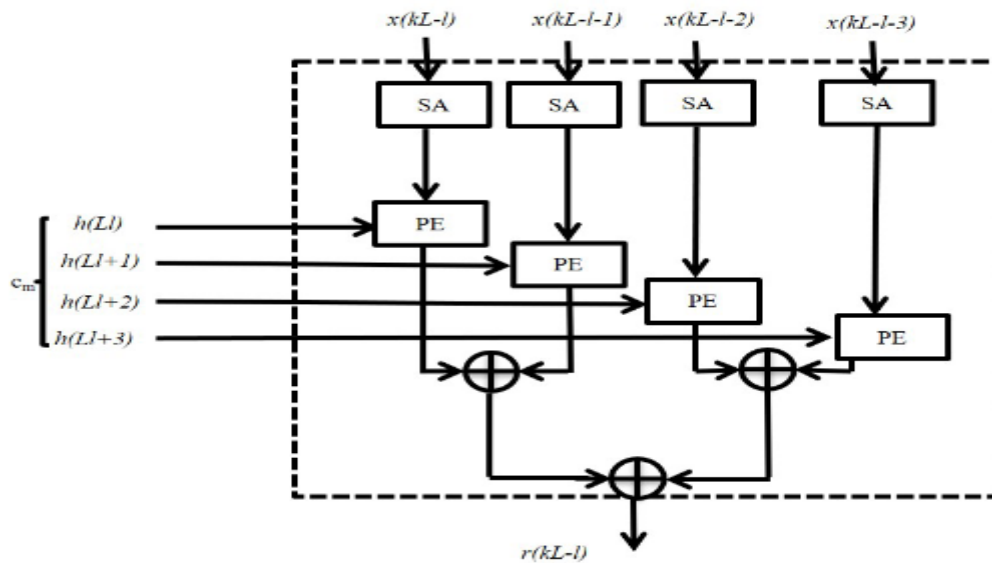 x(kL-l) x(kL-l-1) x(kL-l-2) x(kL-l-3)
SA SA SA SA
h(Ll) PE
h(Ll+1) PE
cm
h(Ll+2) PE
h(Ll+3) PE
r(kL-l)